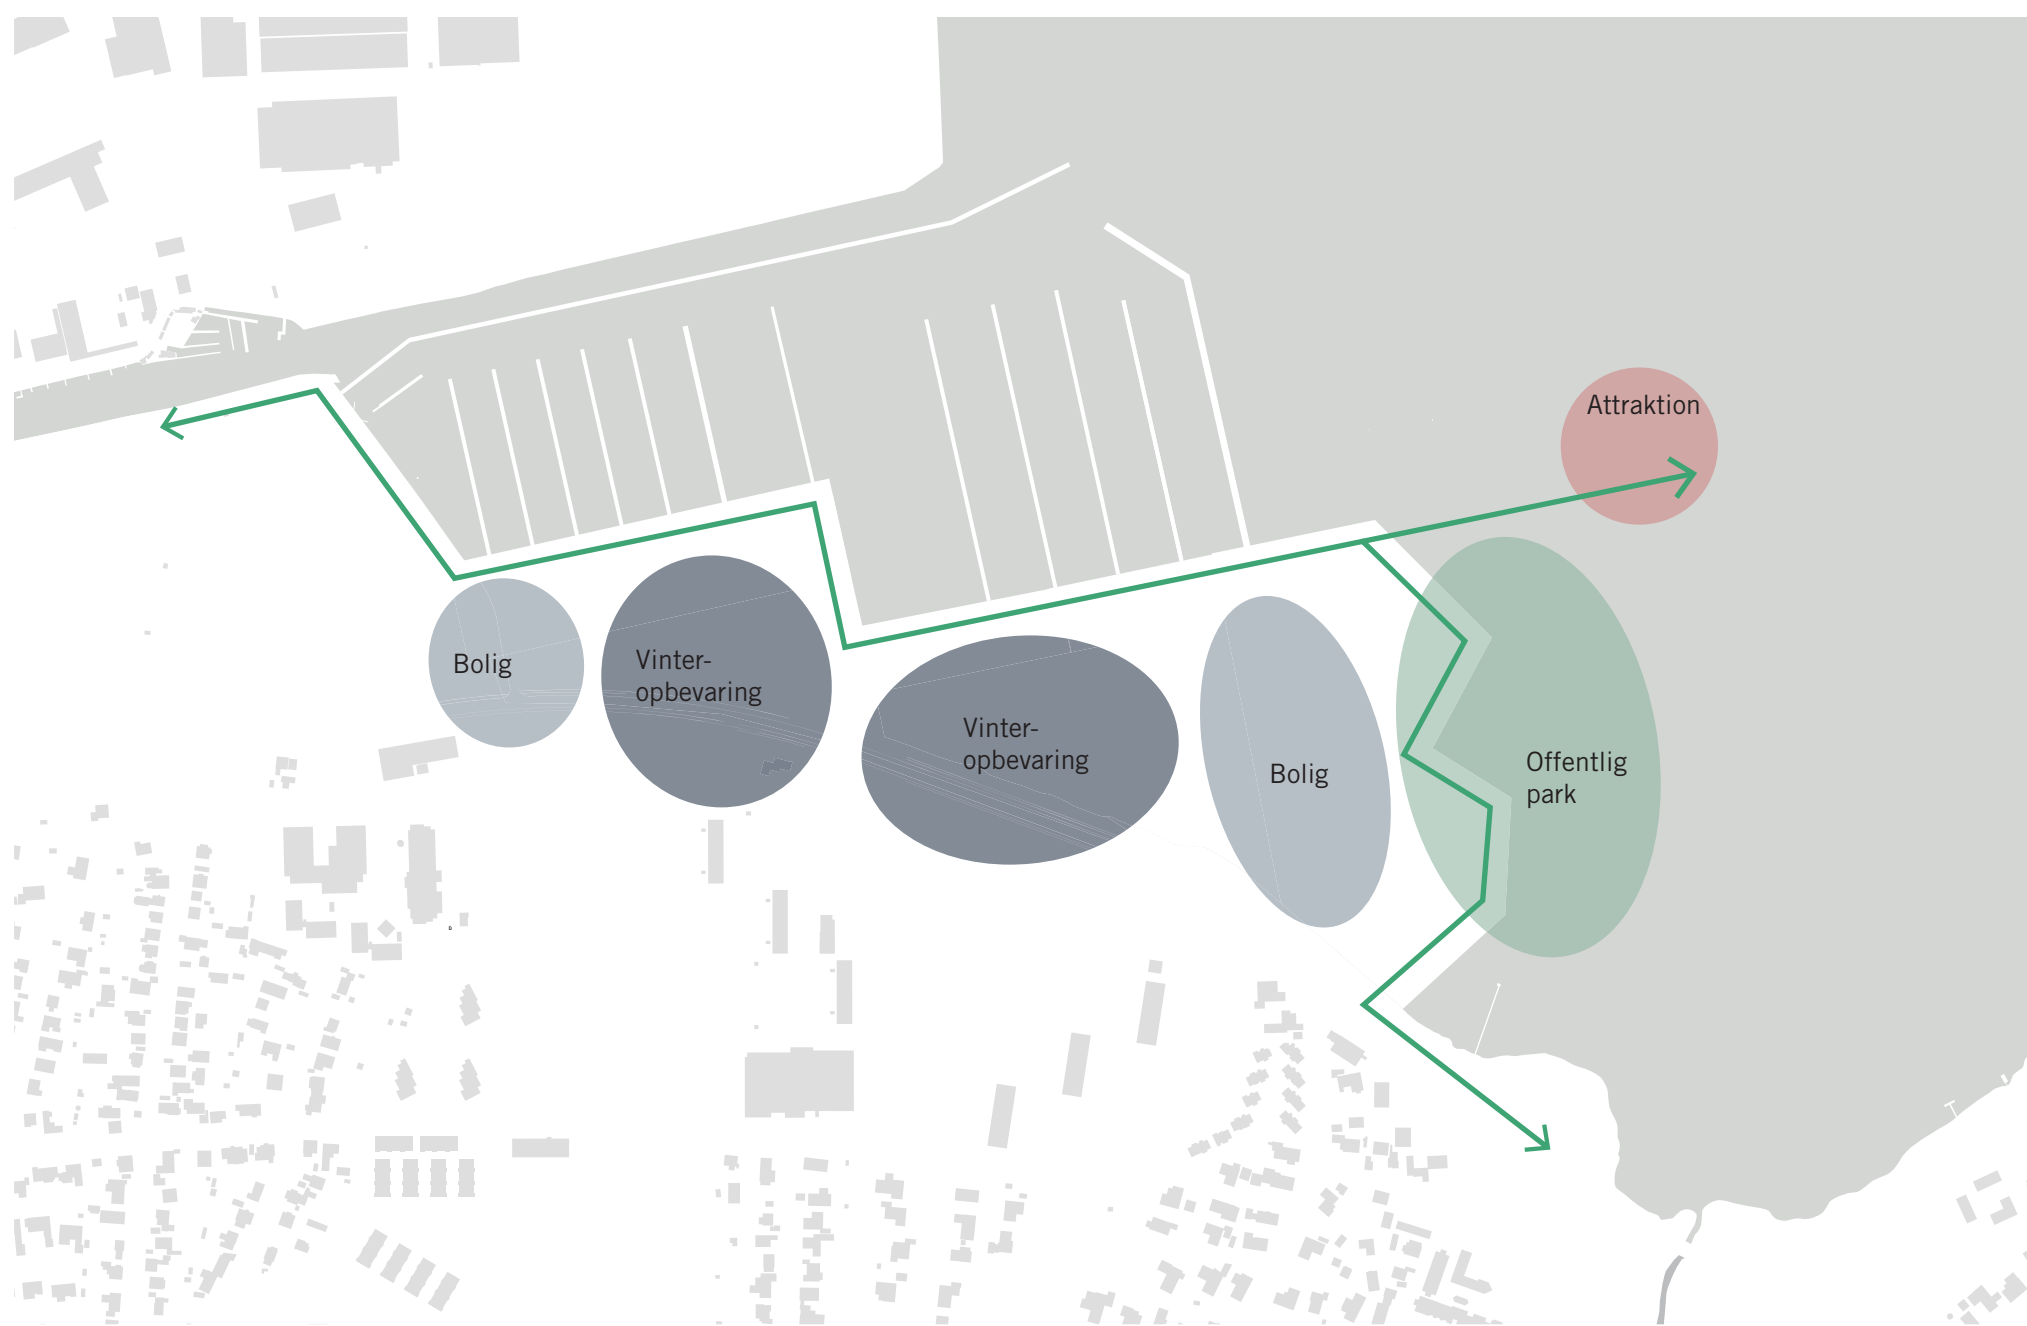 Attraktion
Bolig
Vinter-
opbevaring
Vinter-
opbevaring
Bolig
Offentlig
park